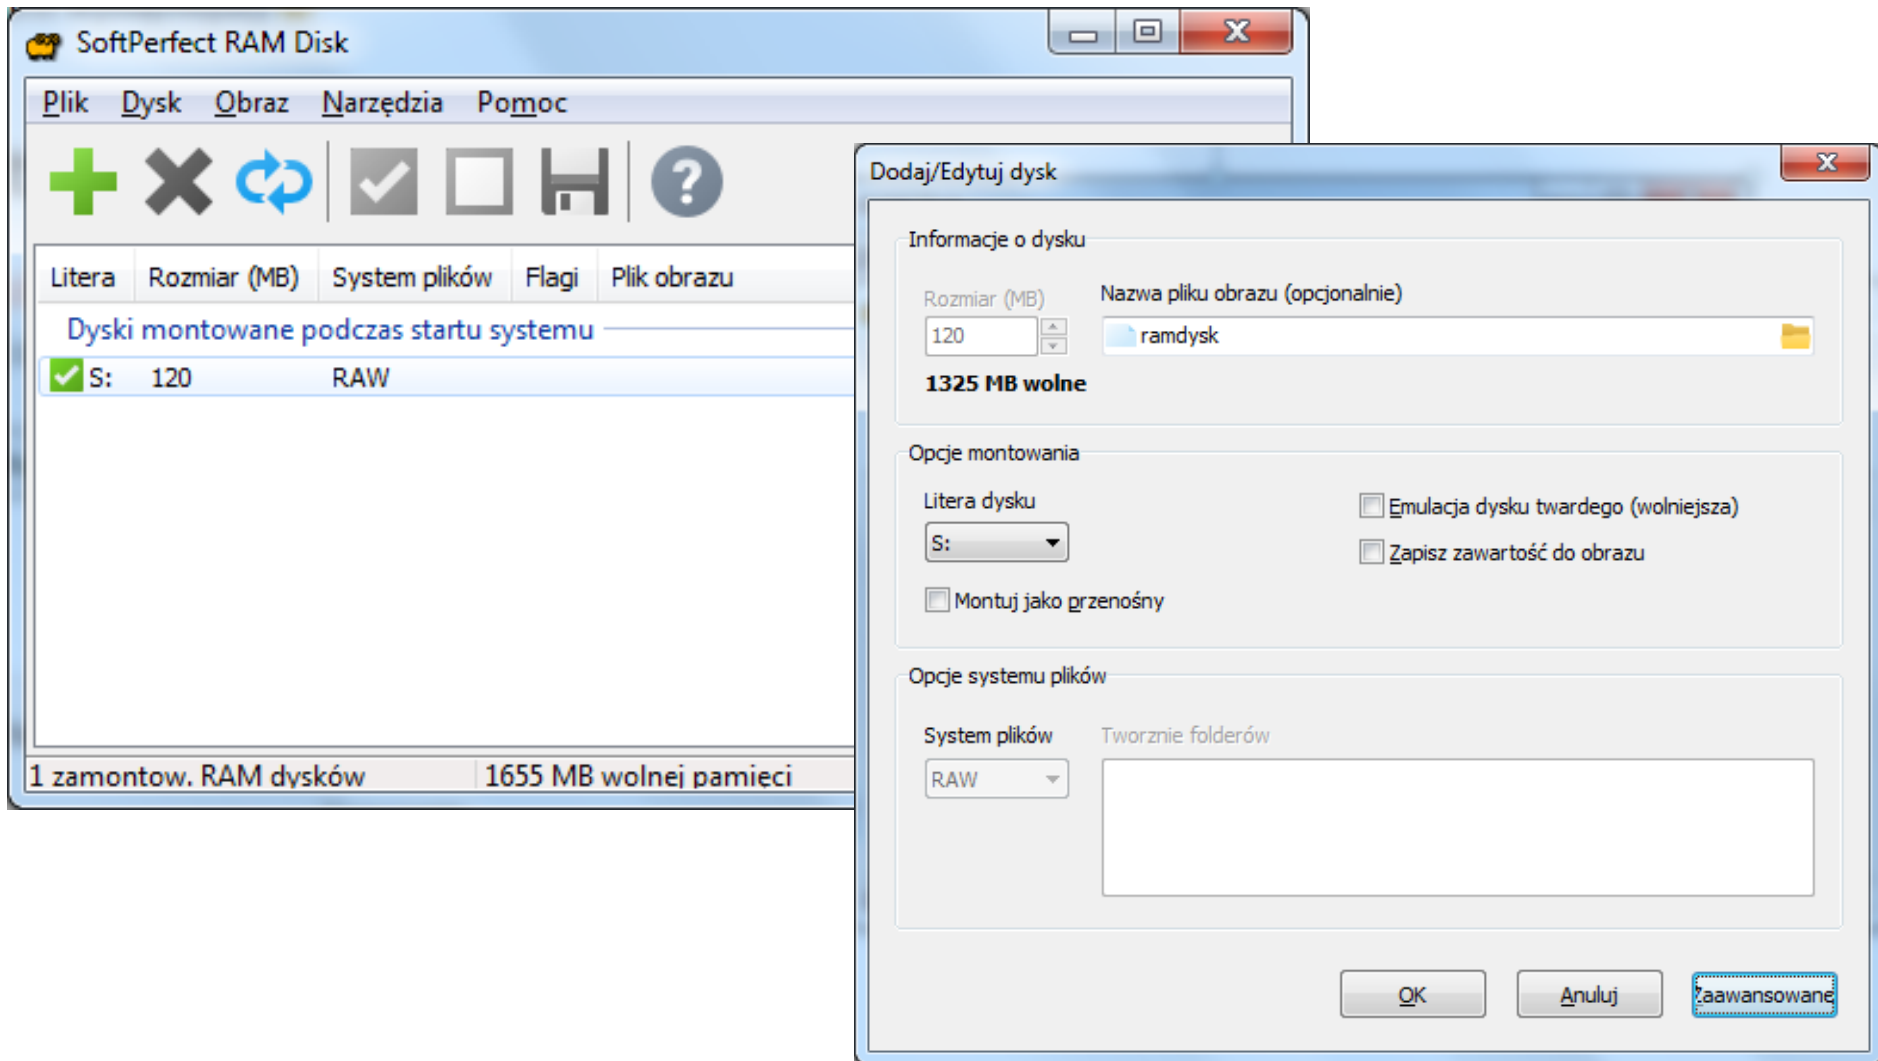 SoftPerfect RAM Disk
Plik Dysk Obraz Narzędzia Pomoc
Litera Rozmiar (MB) System plików Flagi Plik obrazu
Dyski montowane podczas startu systemu
S: 120 RAW
1 zamontow. RAM dysków 1655 MB wolnej pamięci
Dodaj/Edytuj dysk
Informacje o dysku
Rozmiar (MB) Nazwa pliku obrazu (opcjonalnie)
120 ramdysk
1325 MB wolne
Opcje montowania
Litera dysku
S:
Emulacja dysku twardego (wolniejsza)
Zapisz zawartość do obrazu
Montuj jako przenośny
Opcje systemu plików
System plików Tworznie folderów
RAW
OK Anuluj Zaawansowane